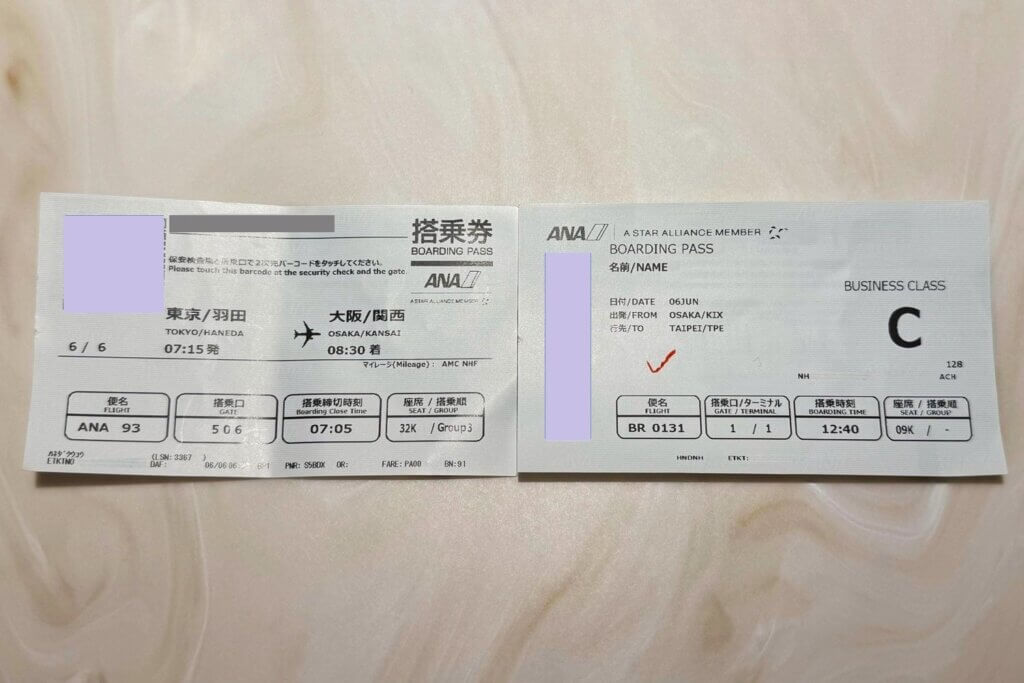 搭乗券
BOARDING PASS
保安検査場と搭乗口で2次元バーコードをタッチしてください。
Please touch this barcode at the security check and the gate.
ANA
A STAR ALLIANCE MEMBER
東京/羽田 大阪/関西
TOKYO/HANEDA OSAKA/KANSAI
6/ 6 07:15 発 08:30 着
マイレージ(Mileage): AMC NHF
便名 搭乗口 搭乗締切時刻 座席 / 搭乗順
FLIGHT GATE Boarding Close Time SEAT / GROUP
ANA 93 506 07:05 32K / Group3
ﾊﾈﾀﾞｸｳｺｳ (LSN:3367 )
ETKTNO DAF: 06/06 PNR: S5BDX OR: FARE:PA00 BN:91
ANA A STAR ALLIANCE MEMBER
BOARDING PASS
名前/NAME
BUSINESS CLASS
日付/DATE 06JUN
出発/FROM OSAKA/KIX
行先/TO TAIPEI/TPE
C
128
NH ACH
便名 搭乗口/ターミナル 搭乗時刻 座席 / 搭乗順
FLIGHT GATE / TERMINAL BOARDING TIME SEAT / GROUP
BR 0131 1 / 1 12:40 09K / -
HNDNH ETKT: